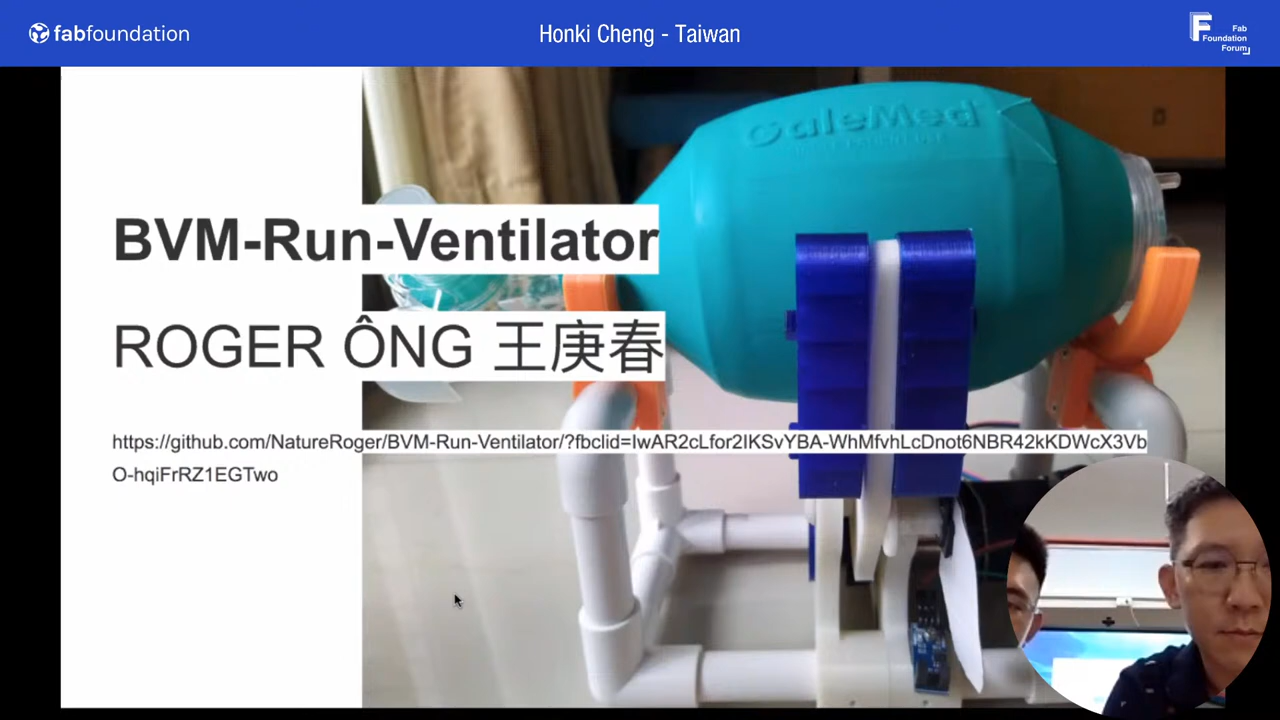 fabfoundation
Honki Cheng - Taiwan
Fab
Foundation
Forum
BVM-Run-Ventilator
ROGER ÔNG 王庚春
https://github.com/NatureRoger/BVM-Run-Ventilator/?fbclid=IwAR2cLfor2IKSvYBA-WhMfvhLcDnot6NBR42kKDWcX3Vb
O-hqiFrRZ1EGTwo
GaleMed